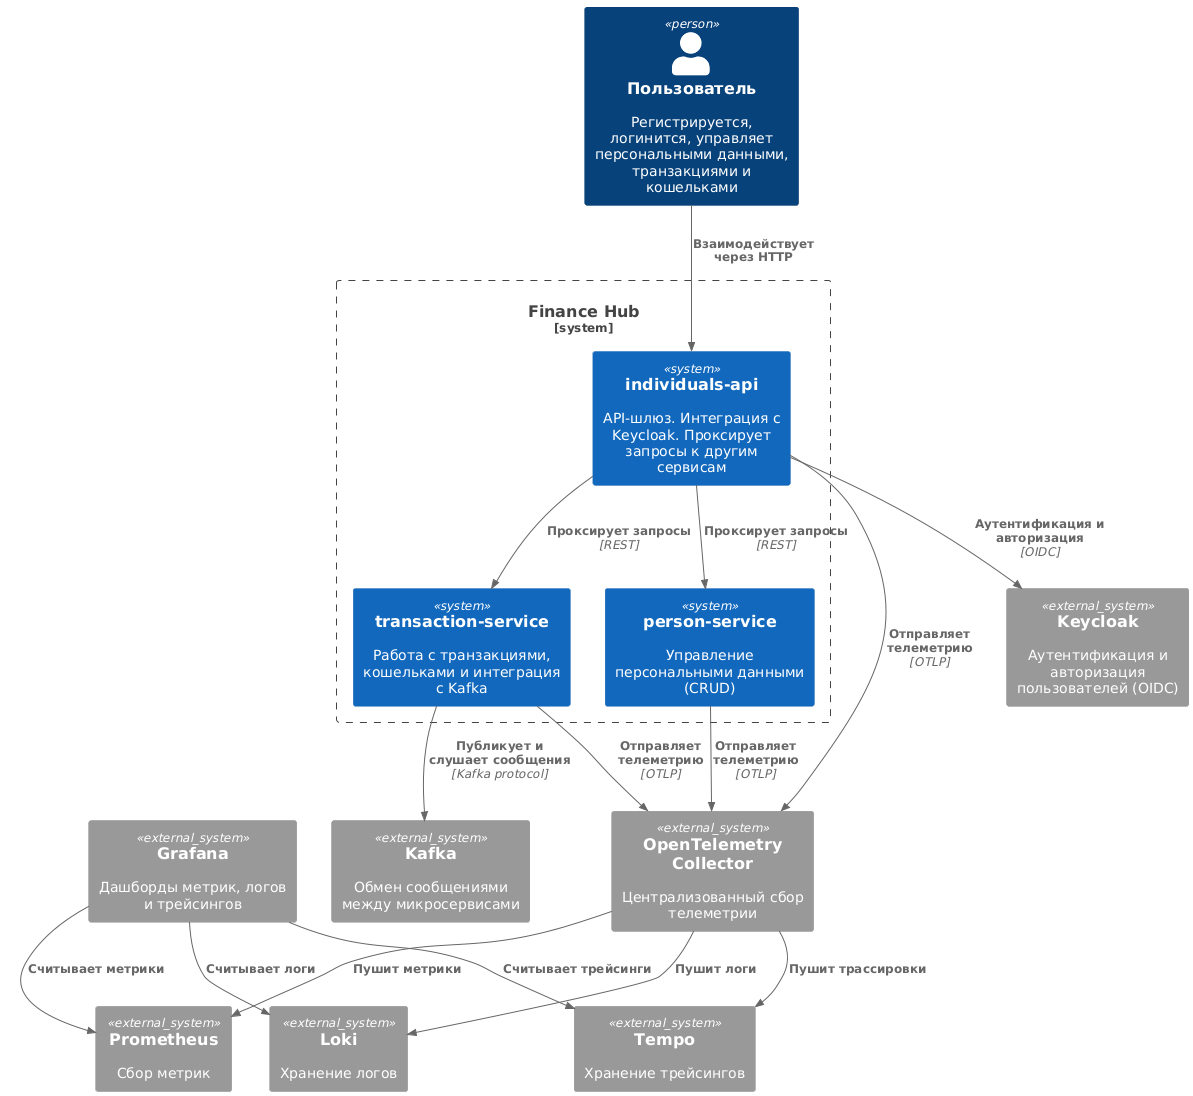 «person»
Пользователь
Регистрируется,
логинится, управляет
персональными данными,
транзакциями и
кошельками
Взаимодействует
через HTTP
Finance Hub
[system]
«system»
individuals-api
API-шлюз. Интеграция с
Keycloak. Проксирует
запросы к другим
сервисам
Проксирует запросы
[REST]
Проксирует запросы
[REST]
Аутентификация и
авторизация
[OIDC]
«system»
transaction-service
Работа с транзакциями,
кошельками и интеграция
с Kafka
«system»
person-service
Управление
персональными данными
(CRUD)
Отправляет
телеметрию
[OTLP]
«external_system»
Keycloak
Аутентификация и
авторизация
пользователей (OIDC)
Публикует и
слушает сообщения
[Kafka protocol]
Отправляет
телеметрию
[OTLP]
Отправляет
телеметрию
[OTLP]
«external_system»
Grafana
Дашборды метрик, логов
и трейсингов
«external_system»
Kafka
Обмен сообщениями
между микросервисами
«external_system»
OpenTelemetry
Collector
Централизованный сбор
телеметрии
Считывает метрики
Считывает логи
Пушит метрики
Считывает трейсинги
Пушит логи
Пушит трассировки
«external_system»
Prometheus
Сбор метрик
«external_system»
Loki
Хранение логов
«external_system»
Tempo
Хранение трейсингов